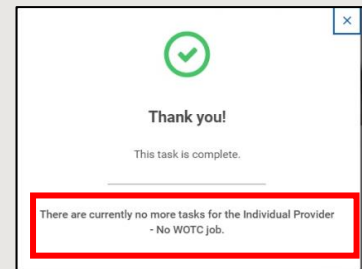 Thank you!
This task is complete.
There are currently no more tasks for the Individual Provider
- No WOTC job.